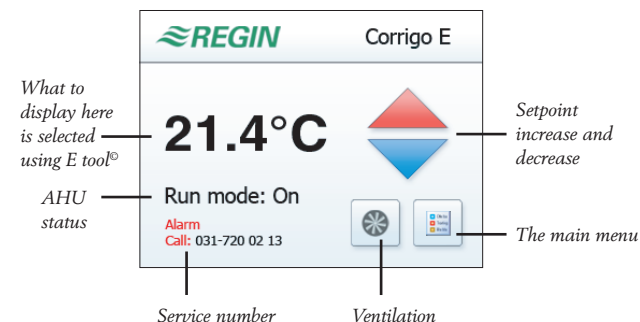 REGIN
Corrigo E
What to
display here
is selected
using E tool©
21.4°C
Setpoint
increase and
decrease
AHU
status
Run mode: On
Alarm
Call: 031-720 02 13
The main menu
Service number
Ventilation